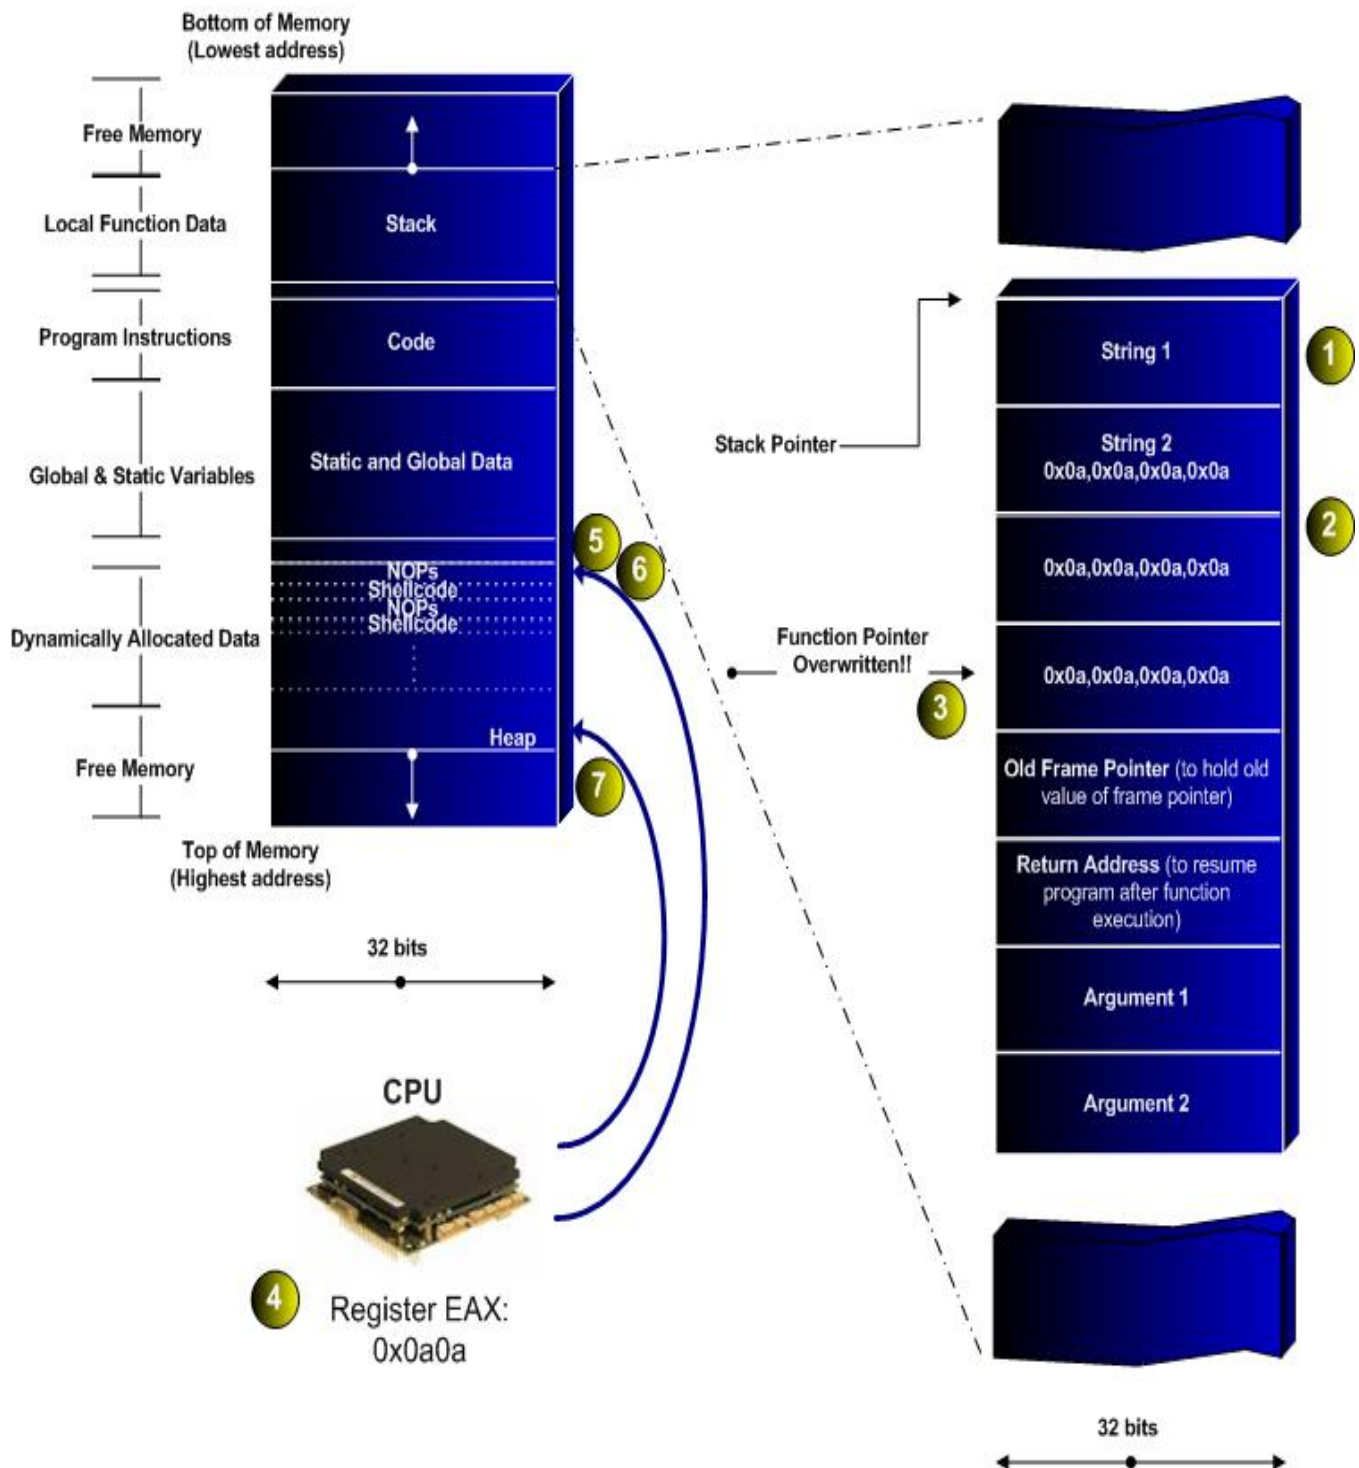 Bottom of Memory
(Lowest address)
Free Memory
Local Function Data
Stack
Program Instructions
Code
Global & Static Variables
Static and Global Data
5
6
NOPs
Shellcode
NOPs
Shellcode
Dynamically Allocated Data
Heap
Free Memory
7
Top of Memory
(Highest address)
32 bits
CPU
4
Register EAX:
0x0a0a
Stack Pointer
String 1
1
String 2
0x0a,0x0a,0x0a,0x0a
2
0x0a,0x0a,0x0a,0x0a
Function Pointer
Overwritten!!
3
0x0a,0x0a,0x0a,0x0a
Old Frame Pointer (to hold old
value of frame pointer)
Return Address (to resume
program after function
execution)
Argument 1
Argument 2
32 bits